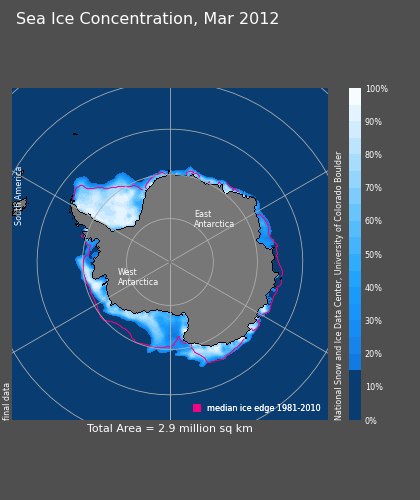 Sea Ice Concentration, Mar 2012
South America
East
Antarctica
West
Antarctica
final data
median ice edge 1981-2010
Total Area = 2.9 million sq km
National Snow and Ice Data Center, University of Colorado Boulder
100%
90%
80%
70%
60%
50%
40%
30%
20%
10%
0%